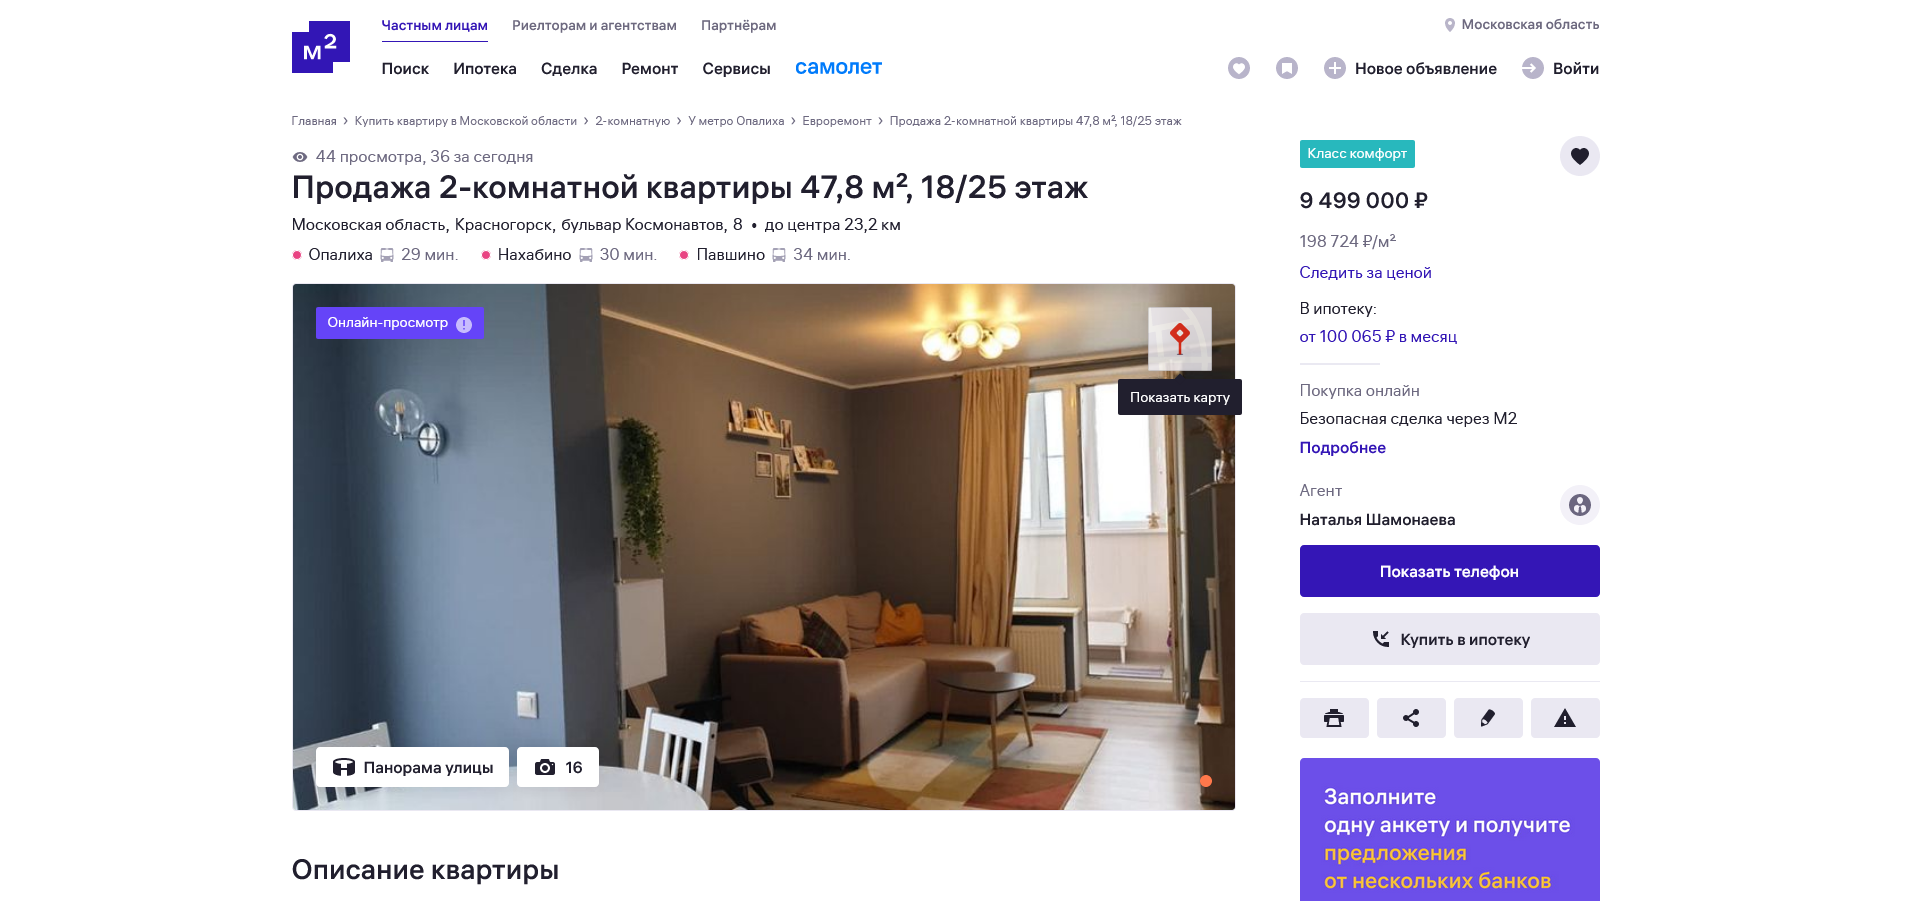 м²
Частным лицам Риелторам и агентствам Партнёрам
Московская область
Поиск Ипотека Сделка Ремонт Сервисы самолет
Новое объявление Войти
Главная › Купить квартиру в Московской области › 2-комнатную › У метро Опалиха › Евроремонт › Продажа 2-комнатной квартиры 47,8 м², 18/25 этаж
44 просмотра, 36 за сегодня
Продажа 2-комнатной квартиры 47,8 м², 18/25 этаж
Московская область, Красногорск, бульвар Космонавтов, 8 • до центра 23,2 км
Опалиха 29 мин. Нахабино 30 мин. Павшино 34 мин.
Онлайн-просмотр
Показать карту
Панорама улицы 16
Описание квартиры
Класс комфорт
9 499 000 ₽
198 724 ₽/м²
Следить за ценой
В ипотеку:
от 100 065 ₽ в месяц
Покупка онлайн
Безопасная сделка через М2
Подробнее
Агент
Наталья Шамонаева
Показать телефон
Купить в ипотеку
Заполните
одну анкету и получите
предложения
от нескольких банков